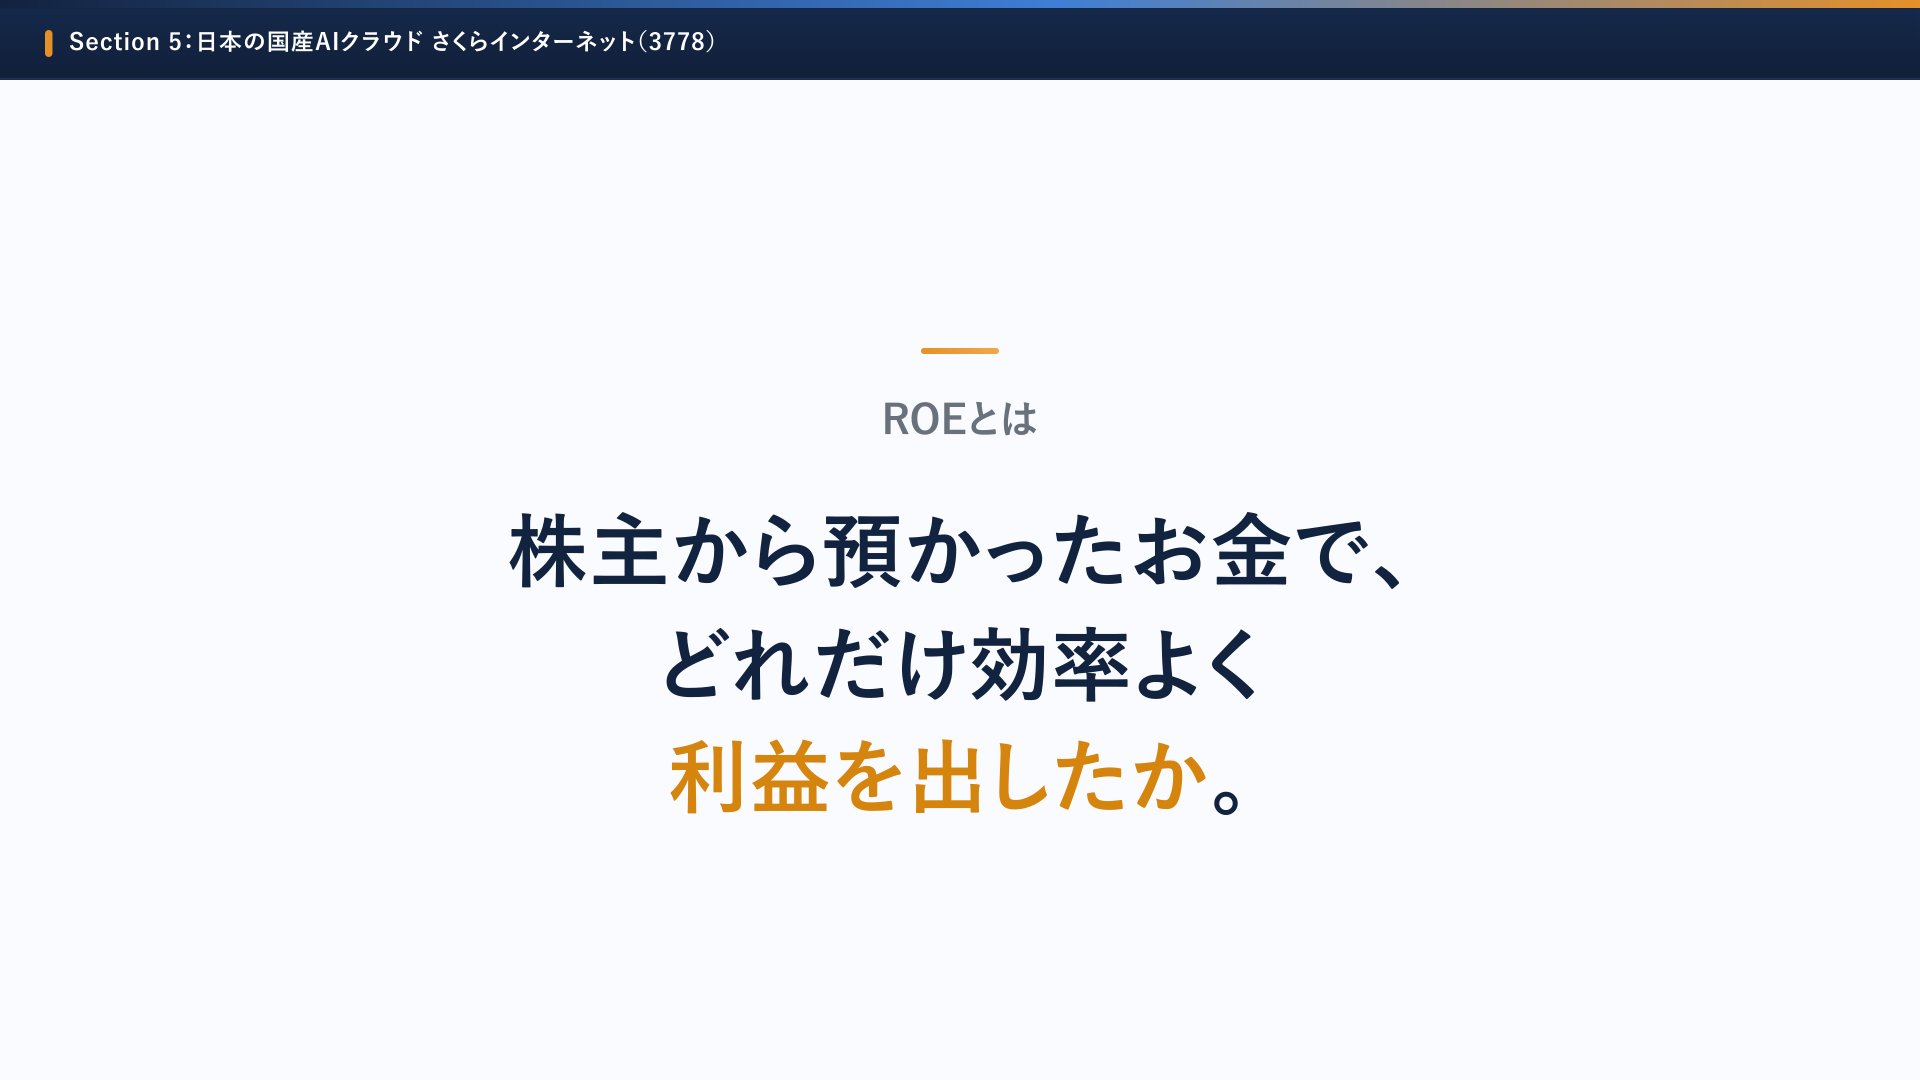 Section 5：日本の国産AIクラウド さくらインターネット（3778）
ROEとは
株主から預かったお金で、
どれだけ効率よく
利益を出したか。